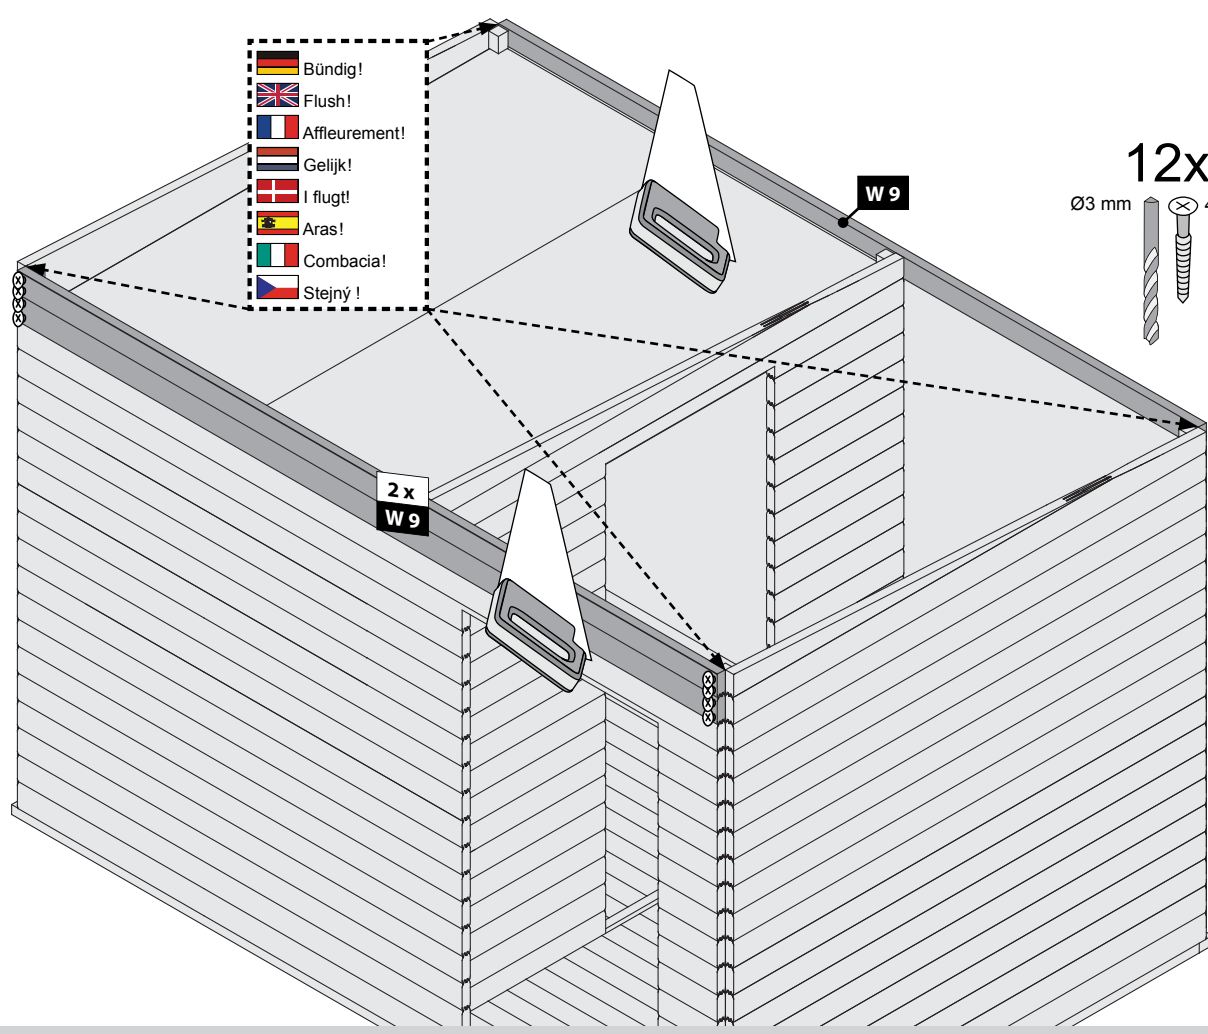 Bündig!
Flush!
Affleurement!
Gelijk!
I flugt!
Aras!
Combacia!
Stejný !
12x
Ø3 mm
W 9
2 x
W 9